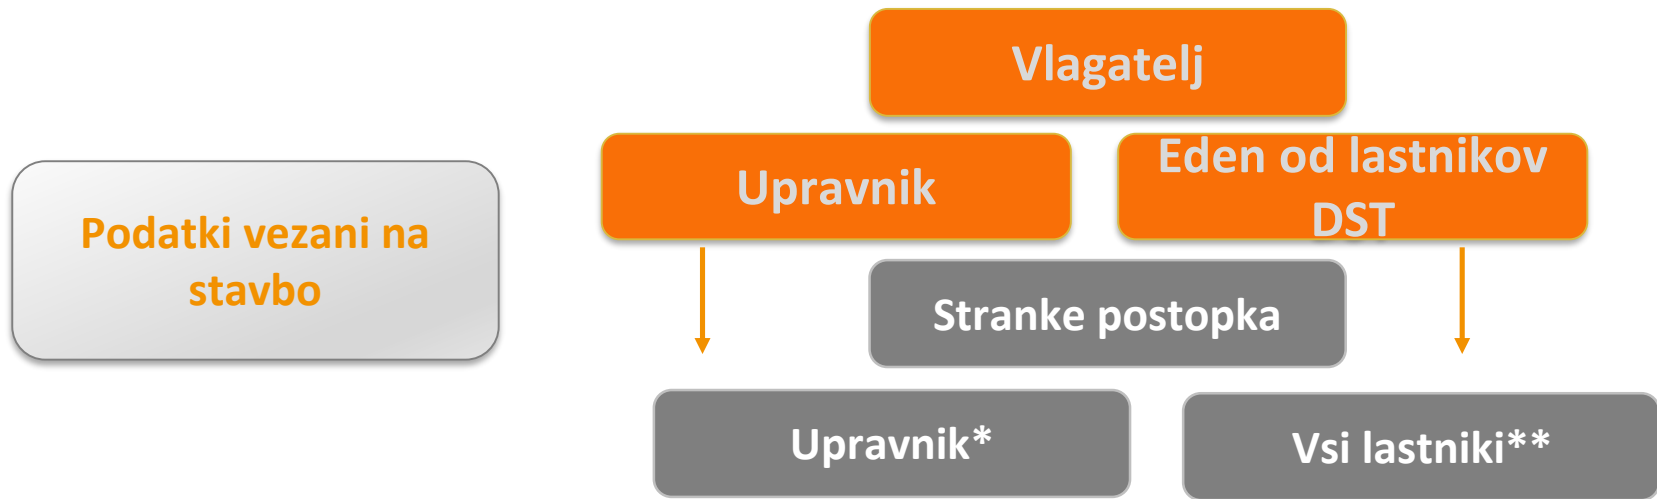 Vlagatelj
Upravnik
Eden od lastnikov
DST
Podatki vezani na
stavbo
Stranke postopka
Upravnik*
Vsi lastniki**